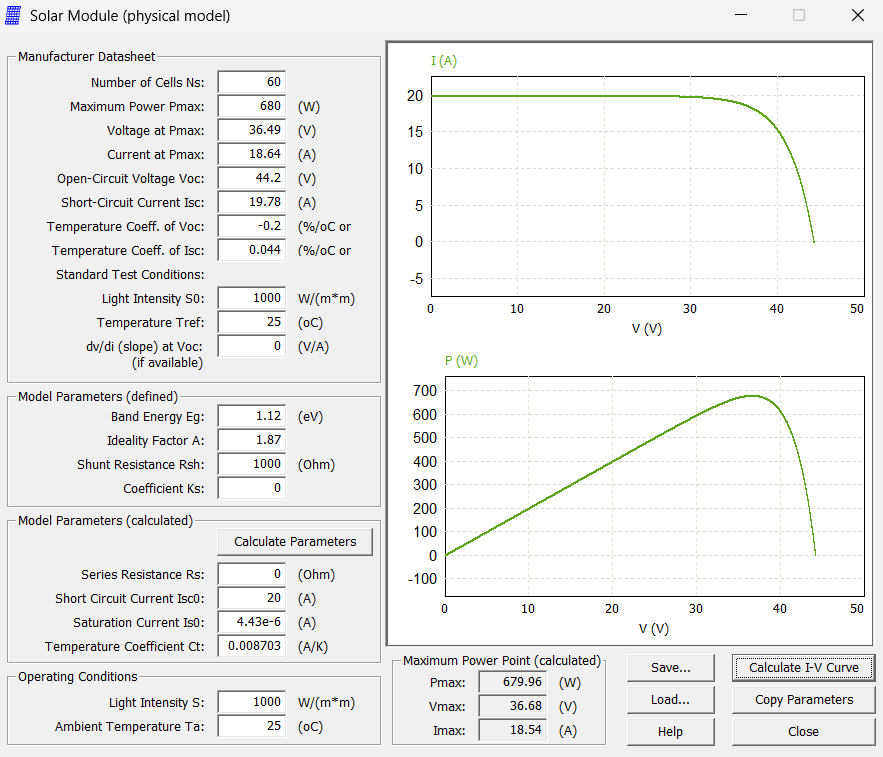 Solar Module (physical model)
Manufacturer Datasheet
Number of Cells Ns: 60
Maximum Power Pmax: 680 (W)
Voltage at Pmax: 36.49 (V)
Current at Pmax: 18.64 (A)
Open-Circuit Voltage Voc: 44.2 (V)
Short-Circuit Current Isc: 19.78 (A)
Temperature Coeff. of Voc: -0.2 (%/oC or
Temperature Coeff. of Isc: 0.044 (%/oC or
Standard Test Conditions:
Light Intensity S0: 1000 W/(m*m)
Temperature Tref: 25 (oC)
dv/di (slope) at Voc: 0 (V/A)
(if available)
Model Parameters (defined)
Band Energy Eg: 1.12 (eV)
Ideality Factor A: 1.87
Shunt Resistance Rsh: 1000 (Ohm)
Coefficient Ks: 0
Model Parameters (calculated)
Calculate Parameters
Series Resistance Rs: 0 (Ohm)
Short Circuit Current Isc0: 20 (A)
Saturation Current Is0: 4.43e-6 (A)
Temperature Coefficient Ct: 0.008703 (A/K)
Operating Conditions
Light Intensity S: 1000 W/(m*m)
Ambient Temperature Ta: 25 (oC)
I (A)
20
15
10
5
0
-5
0 10 20 30 40 50
V (V)
P (W)
700
600
500
400
300
200
100
0
-100
0 10 20 30 40 50
V (V)
Maximum Power Point (calculated)
Pmax: 679.96 (W)
Vmax: 36.68 (V)
Imax: 18.54 (A)
Save... Calculate I-V Curve
Load... Copy Parameters
Help Close